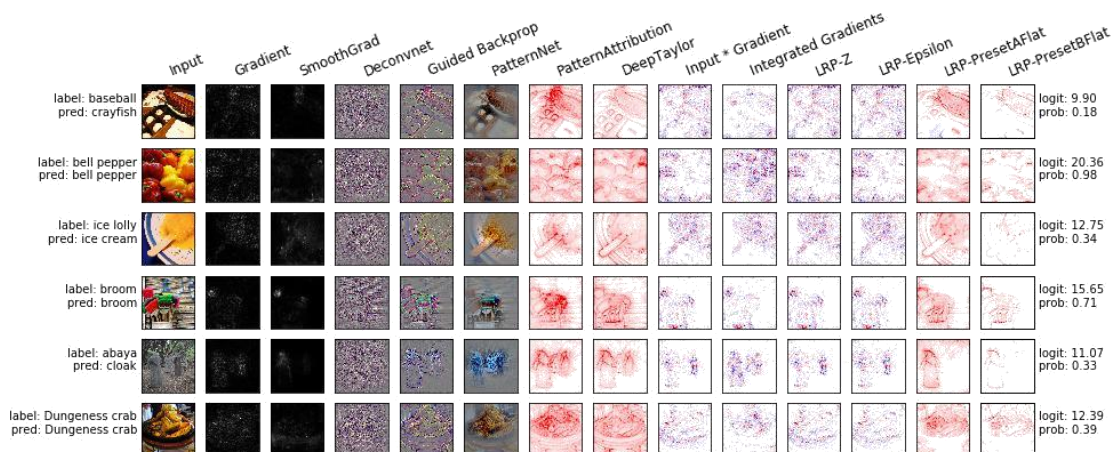 Input
Gradient
SmoothGrad
Deconvnet
Guided Backprop
PatternNet
PatternAttribution
DeepTaylor
Input * Gradient
Integrated Gradients
LRP-Z
LRP-Epsilon
LRP-PresetAFlat
LRP-PresetBFlat
label: baseball
pred: crayfish
logit: 9.90
prob: 0.18
label: bell pepper
pred: bell pepper
logit: 20.36
prob: 0.98
label: ice lolly
pred: ice cream
logit: 12.75
prob: 0.34
label: broom
pred: broom
logit: 15.65
prob: 0.71
label: abaya
pred: cloak
logit: 11.07
prob: 0.33
label: Dungeness crab
pred: Dungeness crab
logit: 12.39
prob: 0.39